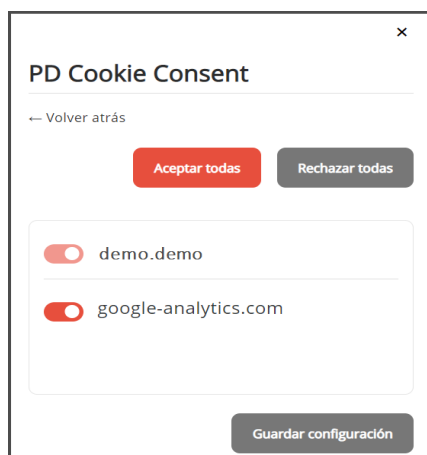 ×
PD Cookie Consent
← Volver atrás
Aceptar todas Rechazar todas
demo.demo
google-analytics.com
Guardar configuración